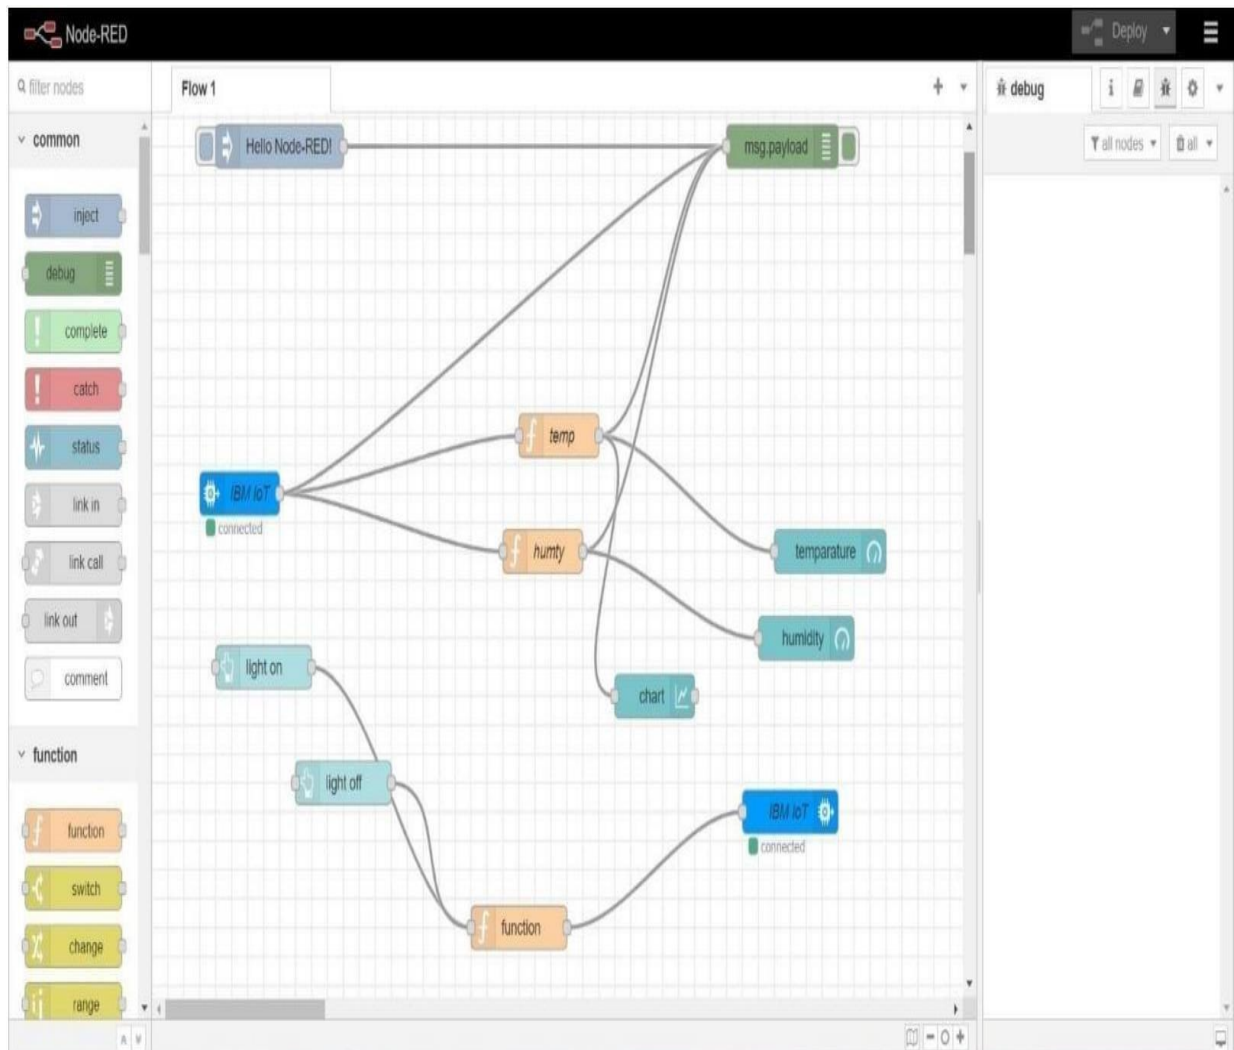 Node-RED
Deploy
filter nodes
Flow 1
debug
common
all nodes
all
inject
debug
complete
catch
status
link in
link call
link out
comment
function
function
switch
change
range
Hello Node-RED!
msg.payload
temp
IBM IoT
connected
humty
temparature
humidity
light on
chart
light off
IBM IoT
connected
function